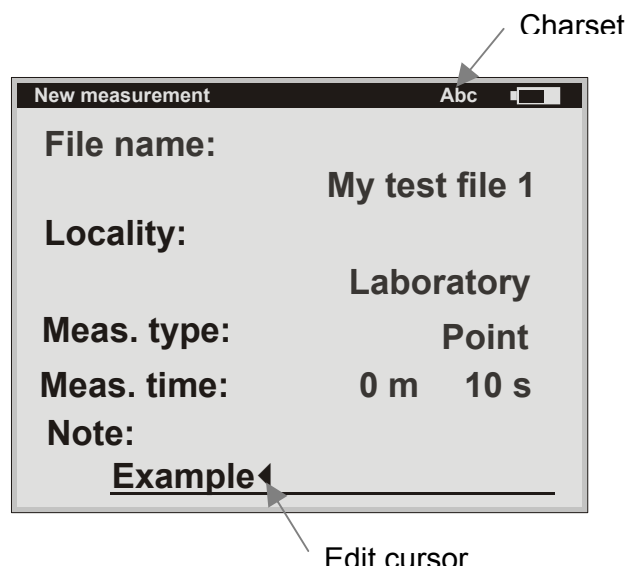 Charset
New measurement Abc
File name:
My test file 1
Locality:
Laboratory
Meas. type: Point
Meas. time: 0 m 10 s
Note:
Example
Edit cursor